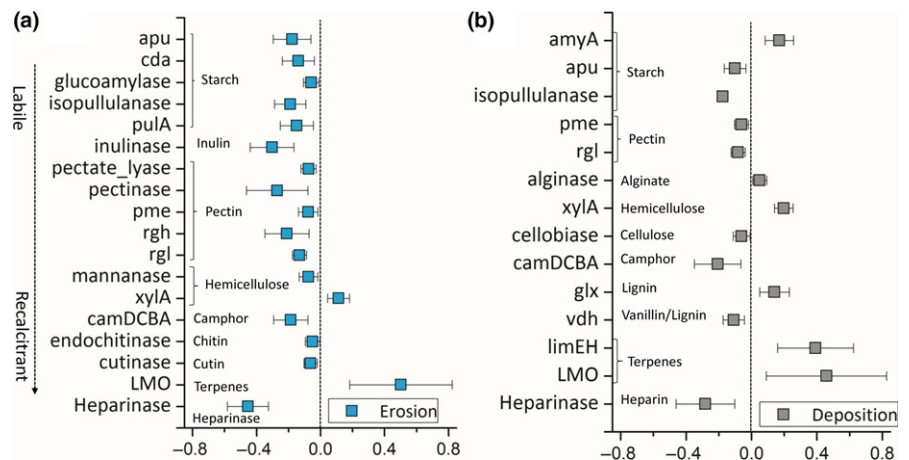 (a)
Labile
Recalcitrant
apu
cda
glucoamylase
isopullulanase
pulA
Starch
inulinase
Inulin
pectate_lyase
pectinase
pme
rgh
rgl
Pectin
mannanase
xylA
Hemicellulose
camDCBA
Camphor
endochitinase
Chitin
cutinase
Cutin
LMO
Terpenes
Heparinase
Heparinase
Erosion
−0.8 −0.4 0.0 0.4 0.8
(b)
amyA
apu
isopullulanase
Starch
pme
rgl
Pectin
alginase
Alginate
xylA
Hemicellulose
cellobiase
Cellulose
camDCBA
Camphor
glx
Lignin
vdh
Vanillin/Lignin
limEH
LMO
Terpenes
Heparinase
Heparin
Deposition
−0.8 −0.4 0.0 0.4 0.8